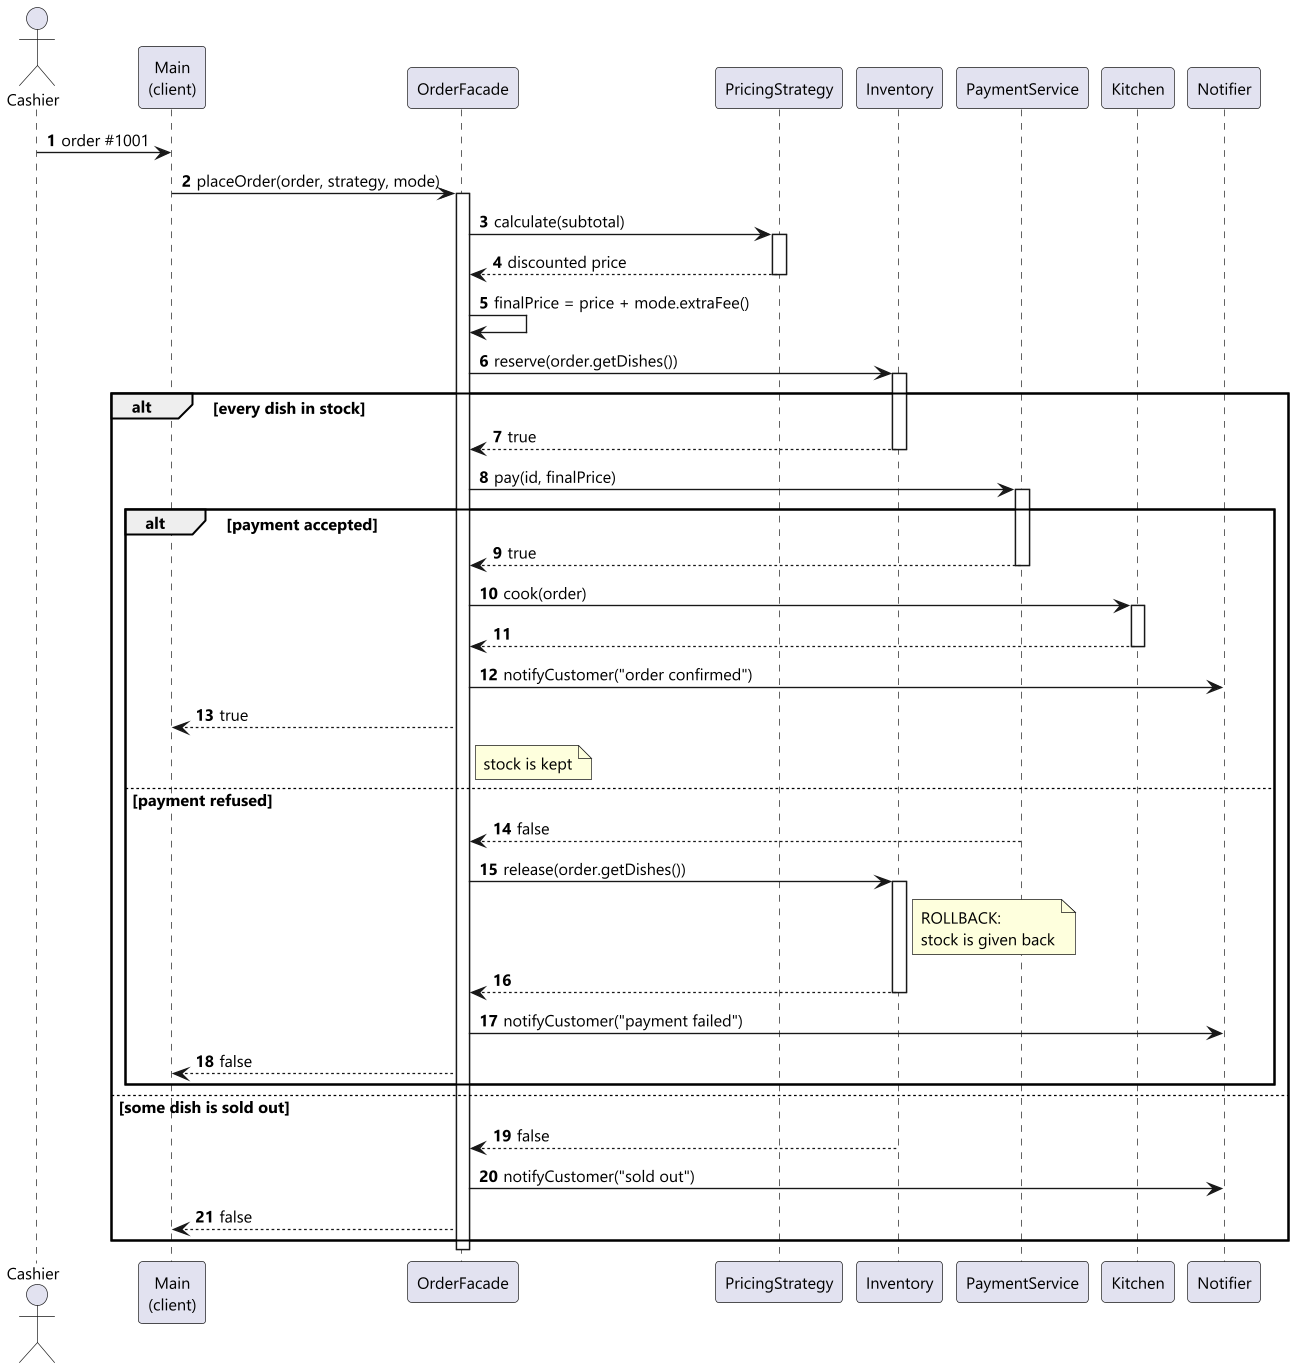 Cashier
Main
(client)
OrderFacade
PricingStrategy
Inventory
PaymentService
Kitchen
Notifier
1 order #1001
2 placeOrder(order, strategy, mode)
3 calculate(subtotal)
4 discounted price
5 finalPrice = price + mode.extraFee()
6 reserve(order.getDishes())
alt [every dish in stock]
7 true
8 pay(id, finalPrice)
alt [payment accepted]
9 true
10 cook(order)
11
12 notifyCustomer("order confirmed")
13 true
stock is kept
[payment refused]
14 false
15 release(order.getDishes())
ROLLBACK:
stock is given back
16
17 notifyCustomer("payment failed")
18 false
[some dish is sold out]
19 false
20 notifyCustomer("sold out")
21 false
Cashier
Main
(client)
OrderFacade
PricingStrategy
Inventory
PaymentService
Kitchen
Notifier